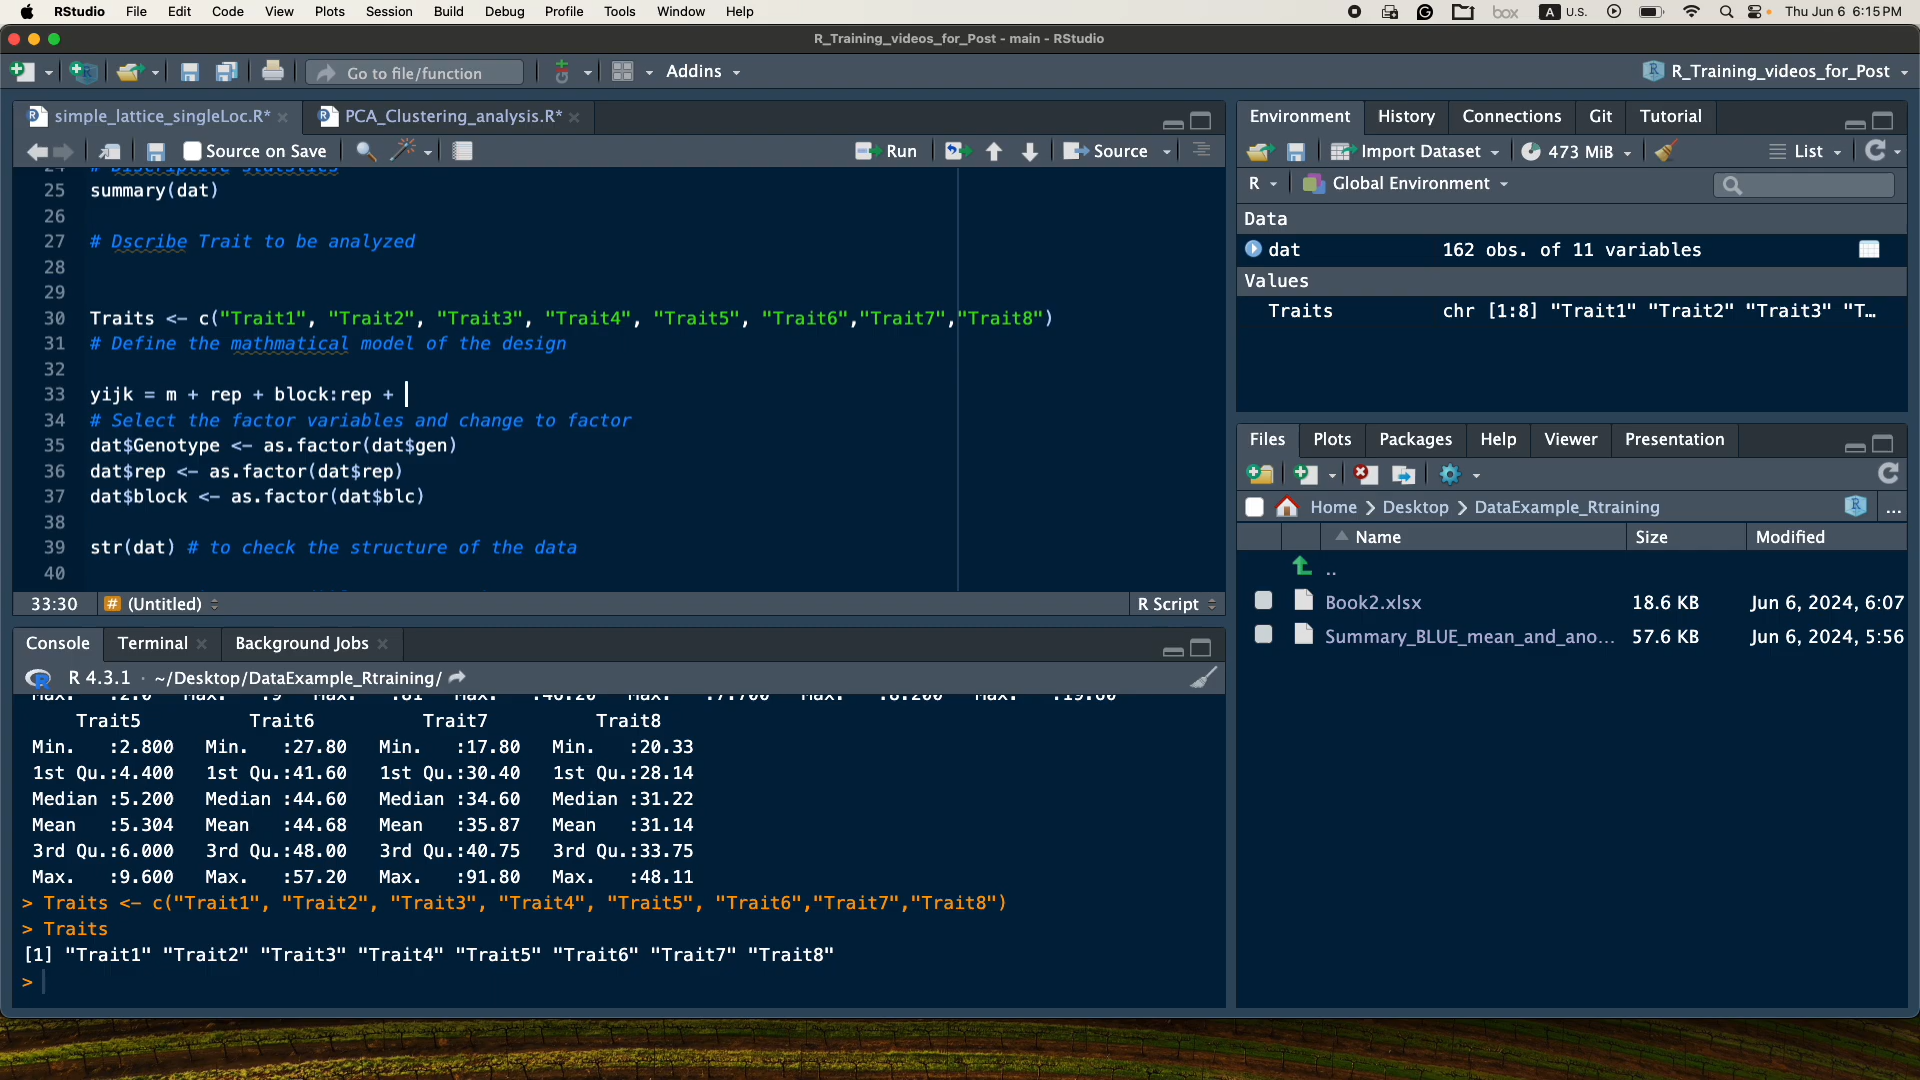 RStudio File Edit Code View Plots Session Build Debug Profile Tools Window Help box A U.S. Thu Jun 6 6:15 PM
R_Training_videos_for_Post - main - RStudio
Go to file/function Addins R_Training_videos_for_Post
simple_lattice_singleLoc.R* PCA_Clustering_analysis.R*
Source on Save Run Source
25 summary(dat)
26
27 # Dscribe Trait to be analyzed
28
29
30 Traits <- c("Trait1", "Trait2", "Trait3", "Trait4", "Trait5", "Trait6","Trait7","Trait8")
31 # Define the mathmatical model of the design
32
33 yijk = m + rep + block:rep +
34 # Select the factor variables and change to factor
35 dat$Genotype <- as.factor(dat$gen)
36 dat$rep <- as.factor(dat$rep)
37 dat$block <- as.factor(dat$blc)
38
39 str(dat) # to check the structure of the data
40
33:30 # (Untitled) R Script
Console Terminal Background Jobs
R 4.3.1 · ~/Desktop/DataExample_Rtraining/
Trait5 Trait6 Trait7 Trait8
Min. :2.800 Min. :27.80 Min. :17.80 Min. :20.33
1st Qu.:4.400 1st Qu.:41.60 1st Qu.:30.40 1st Qu.:28.14
Median :5.200 Median :44.60 Median :34.60 Median :31.22
Mean :5.304 Mean :44.68 Mean :35.87 Mean :31.14
3rd Qu.:6.000 3rd Qu.:48.00 3rd Qu.:40.75 3rd Qu.:33.75
Max. :9.600 Max. :57.20 Max. :91.80 Max. :48.11
> Traits <- c("Trait1", "Trait2", "Trait3", "Trait4", "Trait5", "Trait6","Trait7","Trait8")
> Traits
[1] "Trait1" "Trait2" "Trait3" "Trait4" "Trait5" "Trait6" "Trait7" "Trait8"
>
Environment History Connections Git Tutorial
Import Dataset 473 MiB List
R Global Environment
Data
dat 162 obs. of 11 variables
Values
Traits chr [1:8] "Trait1" "Trait2" "Trait3" "T…
Files Plots Packages Help Viewer Presentation
Home Desktop DataExample_Rtraining ...
Name Size Modified
..
Book2.xlsx 18.6 KB Jun 6, 2024, 6:07
Summary_BLUE_mean_and_ano... 57.6 KB Jun 6, 2024, 5:56